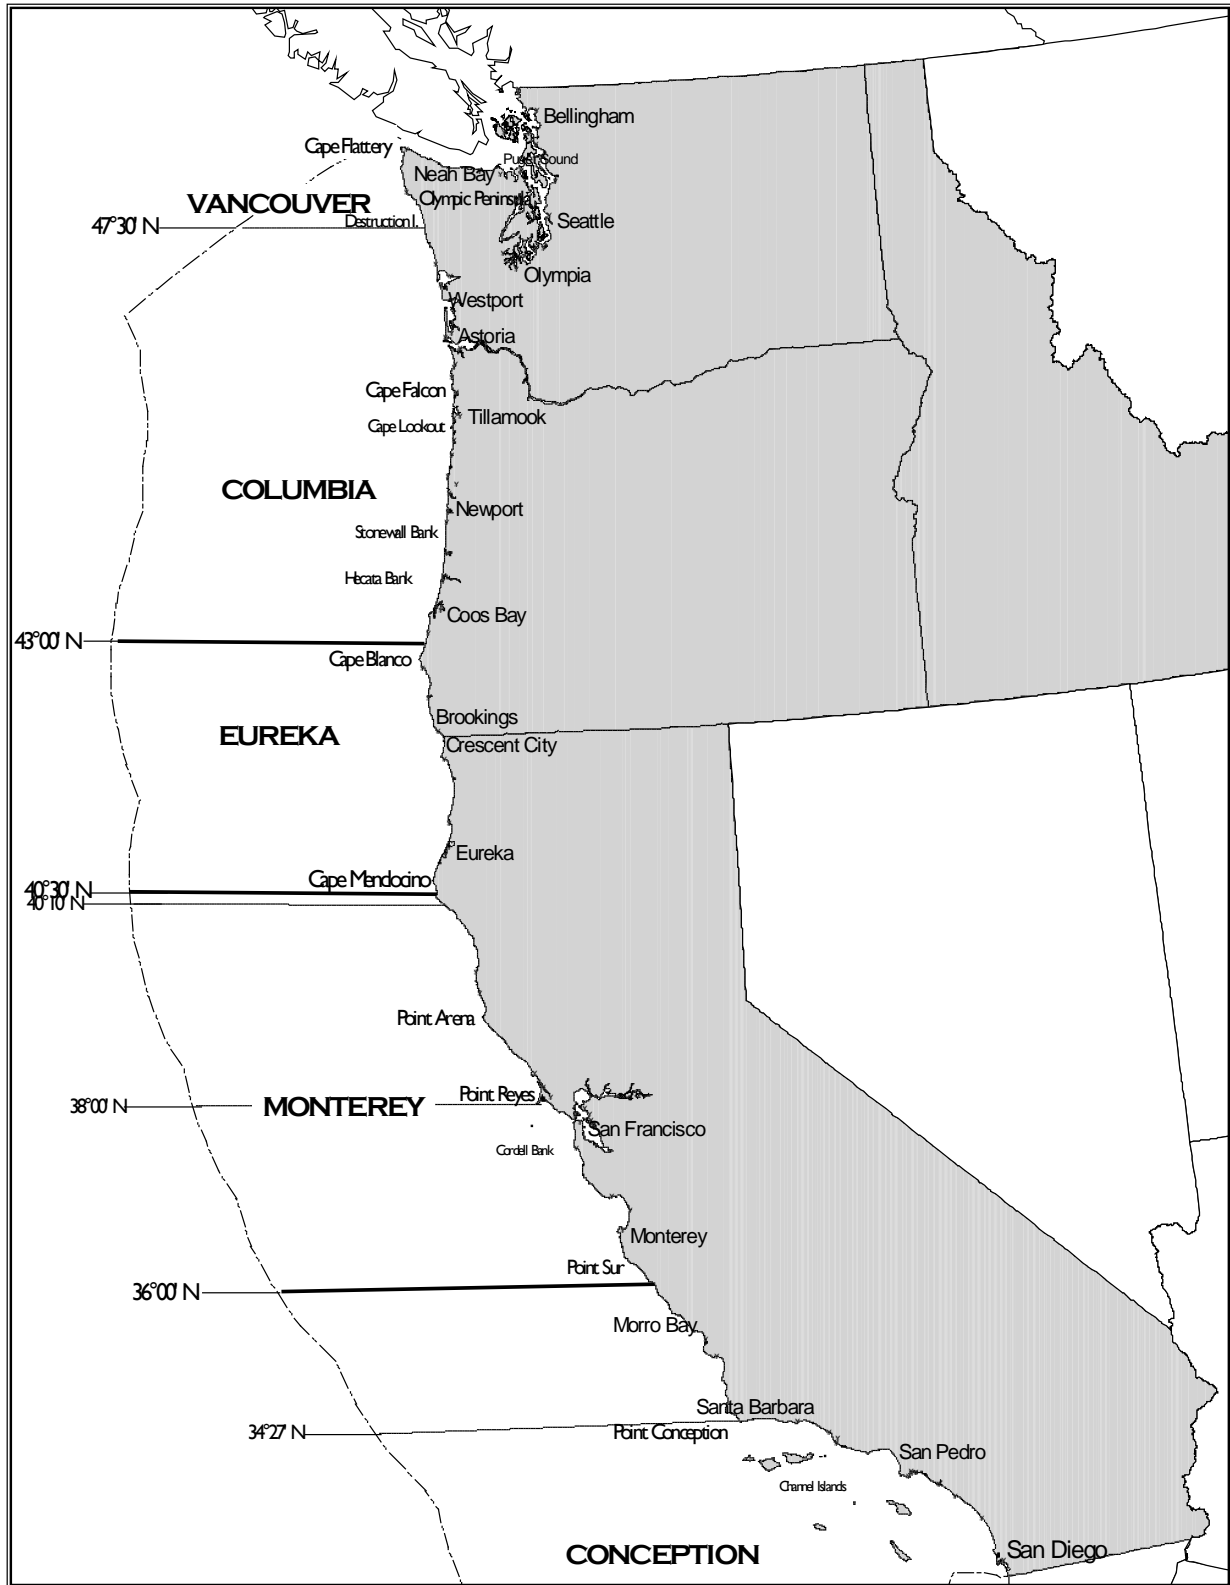 Bellingham
Cape Flattery
Puget Sound
Neah Bay
Olympic Peninsula
VANCOUVER
47°30' N
Destruction I.
Seattle
Olympia
Westport
Astoria
Cape Falcon
Tillamook
Cape Lookout
COLUMBIA
Newport
Stonewall Bank
Hecata Bank
Coos Bay
43°00' N
Cape Blanco
Brookings
EUREKA
Crescent City
Eureka
Cape Mendocino
40°30' N
40°10' N
Point Arena
Point Reyes
38°00' N
MONTEREY
San Francisco
Cordell Bank
Monterey
Point Sur
36°00' N
Morro Bay
Santa Barbara
34°27' N
Point Conception
San Pedro
Channel Islands
CONCEPTION
San Diego